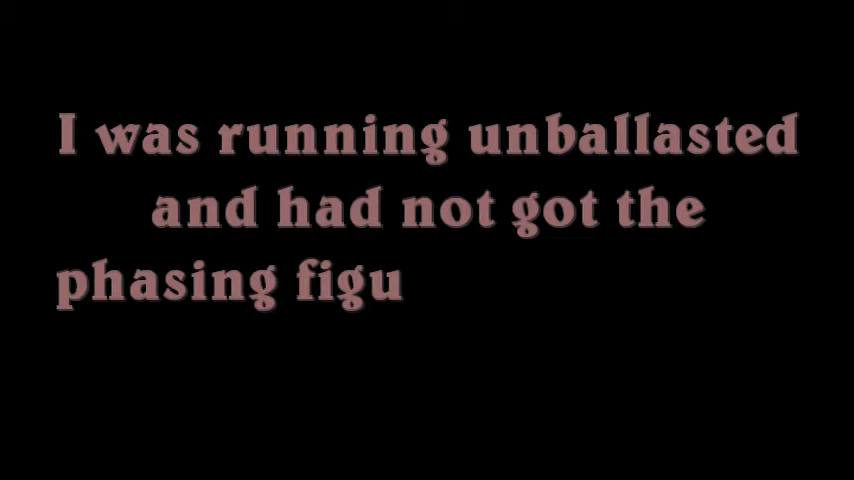 I was running unballasted
and had not got the
phasing figu